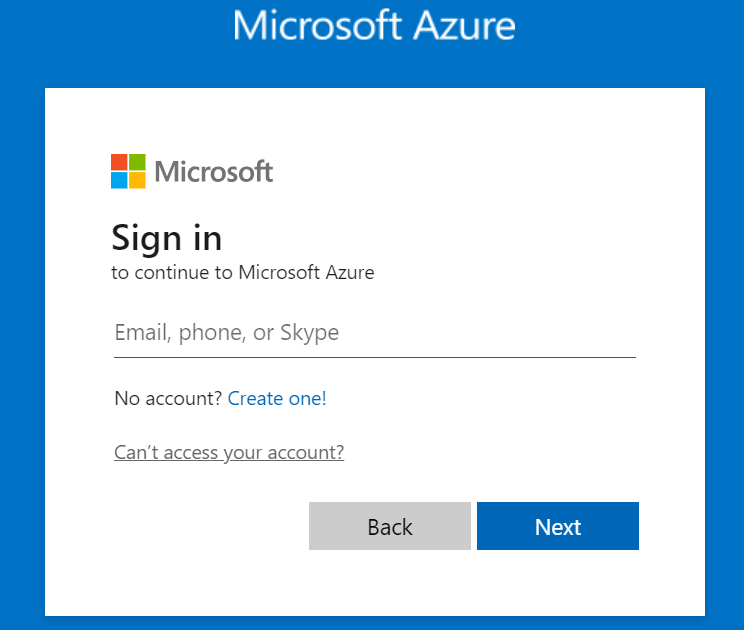 Microsoft Azure
Microsoft
Sign in
to continue to Microsoft Azure
Email, phone, or Skype
No account? Create one!
Can't access your account?
Back
Next